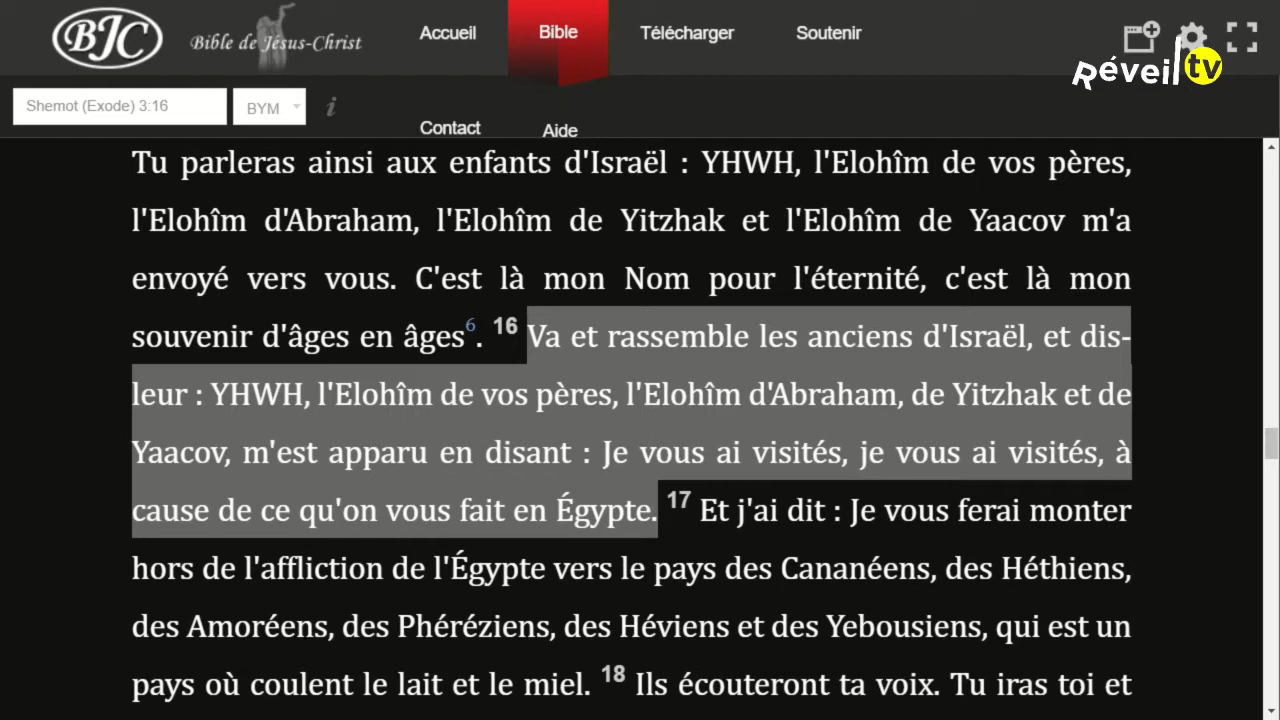 BJC
Bible de Jésus-Christ
Accueil
Bible
Télécharger
Soutenir
Réveil tv
Shemot (Exode) 3:16
BYM
i
Contact
Aide
Tu parleras ainsi aux enfants d'Israël : YHWH, l'Elohîm de vos pères,
l'Elohîm d'Abraham, l'Elohîm de Yitzhak et l'Elohîm de Yaacov m'a
envoyé vers vous. C'est là mon Nom pour l'éternité, c'est là mon
souvenir d'âges en âges6. 16 Va et rassemble les anciens d'Israël, et dis-
leur : YHWH, l'Elohîm de vos pères, l'Elohîm d'Abraham, de Yitzhak et de
Yaacov, m'est apparu en disant : Je vous ai visités, je vous ai visités, à
cause de ce qu'on vous fait en Égypte. 17 Et j'ai dit : Je vous ferai monter
hors de l'affliction de l'Égypte vers le pays des Cananéens, des Héthiens,
des Amoréens, des Phéréziens, des Héviens et des Yebousiens, qui est un
pays où coulent le lait et le miel. 18 Ils écouteront ta voix. Tu iras toi et